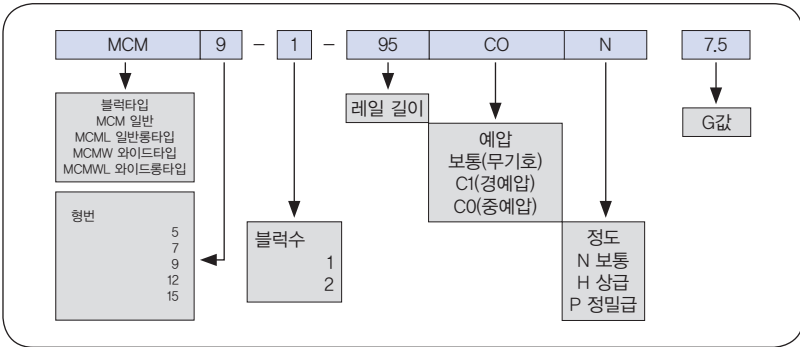 MCM 9 - 1 - 95 CO N 7.5
블럭타입
MCM 일반
MCML 일반롱타입
MCMW 와이드타입
MCMWL 와이드롱타입
형번
5
7
9
12
15
블럭수
1
2
레일 길이
예압
보통(무기호)
C1(경예압)
C0(중예압)
정도
N 보통
H 상급
P 정밀급
G값